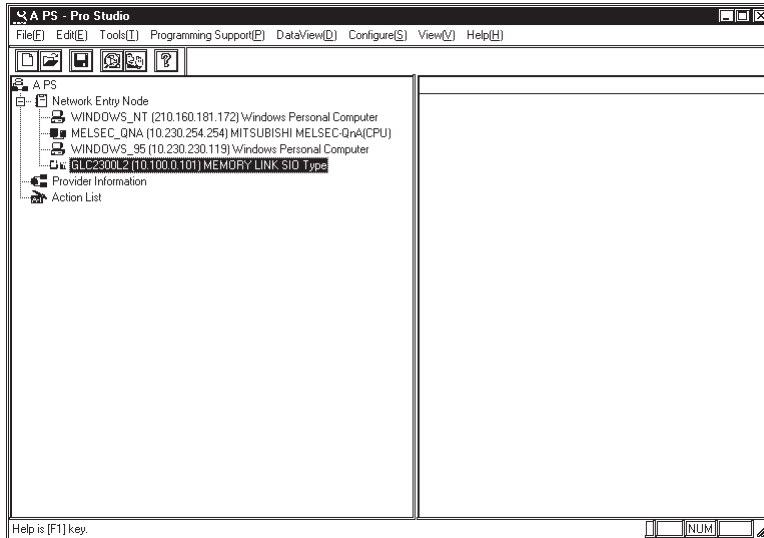 A PS - Pro Studio
File(F) Edit(E) Tools(T) Programming Support(P) DataView(D) Configure(S) View(V) Help(H)
A PS
Network Entry Node
WINDOWS_NT (210.160.181.172) Windows Personal Computer
MELSEC_QNA (10.230.254.254) MITSUBISHI MELSEC-QnA(CPU)
WINDOWS_95 (10.230.230.119) Windows Personal Computer
GLC2300L2 (10.100.0.101) MEMORY LINK SIO Type
Provider Information
Action List
Help is [F1] key.
NUM